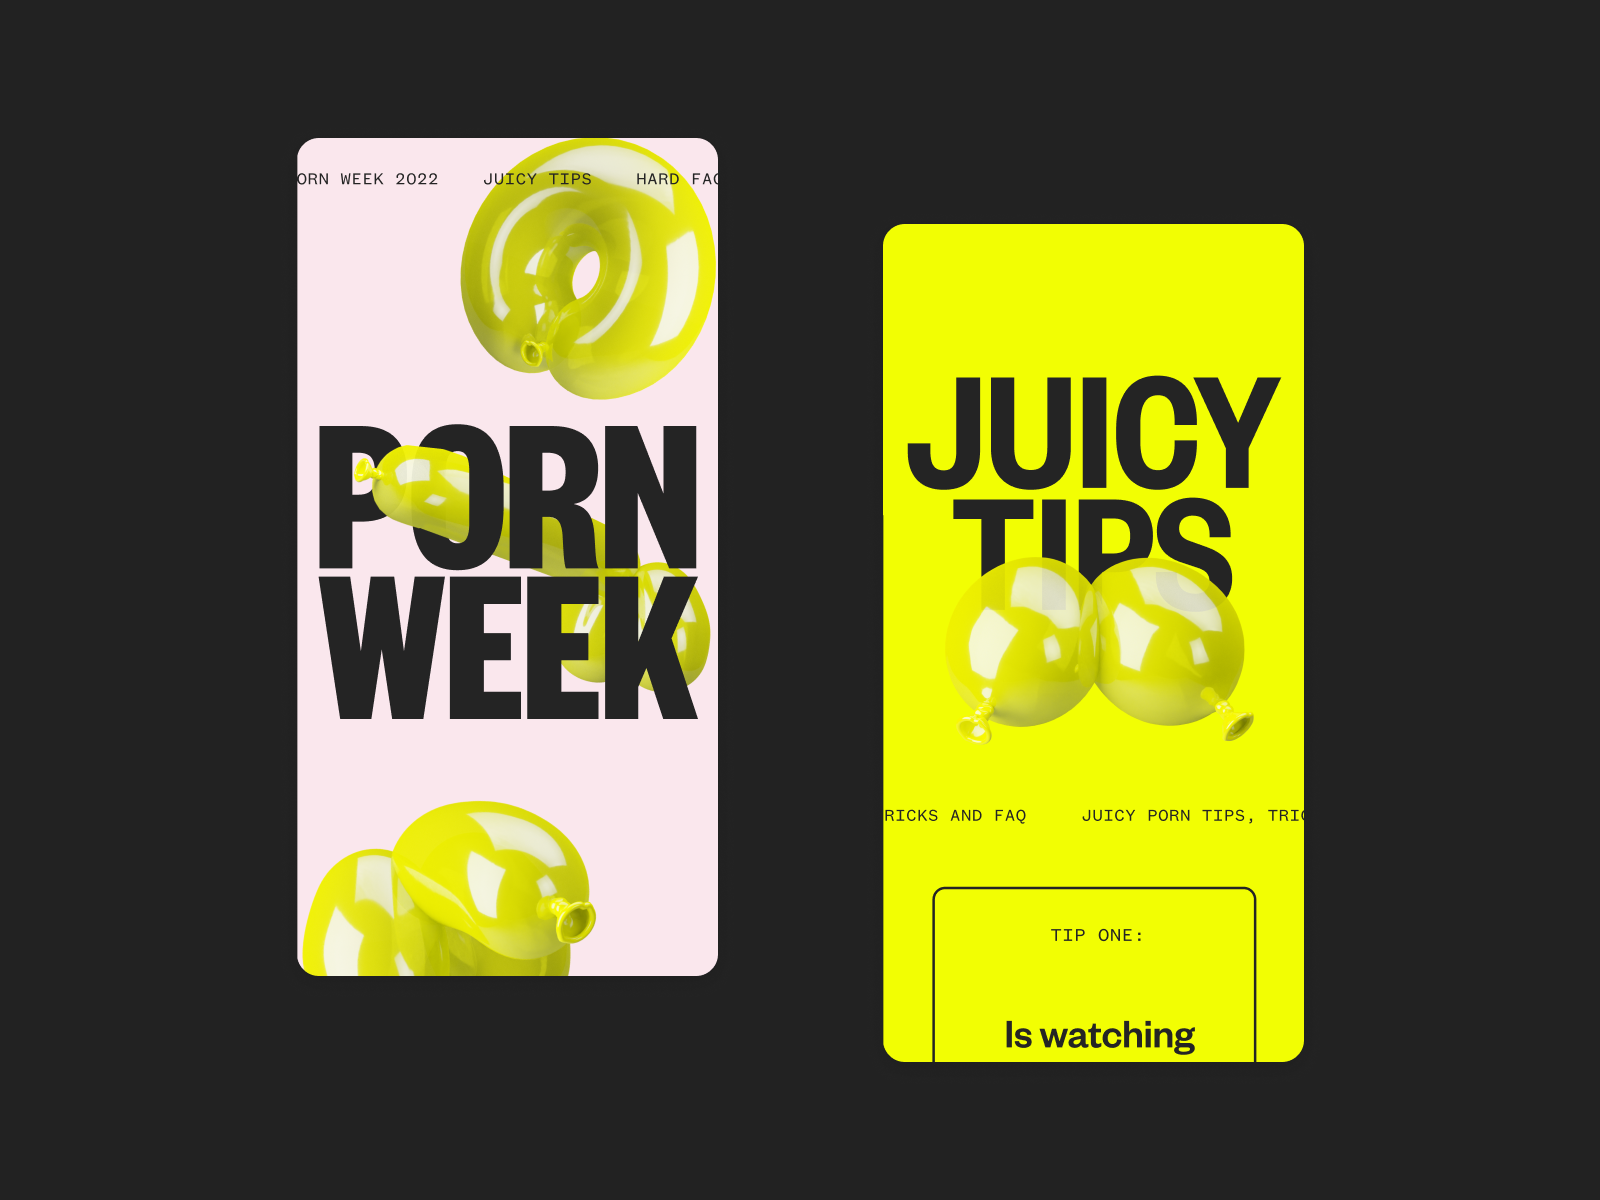 ORN WEEK 2022 JUICY TIPS HARD FAQ
PORN
WEEK
JUICY
TIPS
RICKS AND FAQ JUICY PORN TIPS, TRIC
TIP ONE:
Is watching